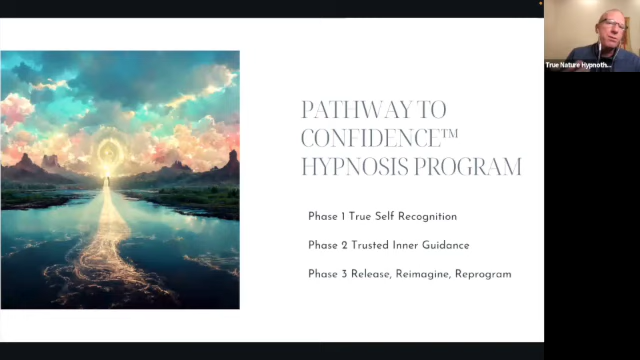 PATHWAY TO
CONFIDENCE™
HYPNOSIS PROGRAM
Phase 1 True Self Recognition
Phase 2 Trusted Inner Guidance
Phase 3 Release, Reimagine, Reprogram
True Nature Hypnoth...